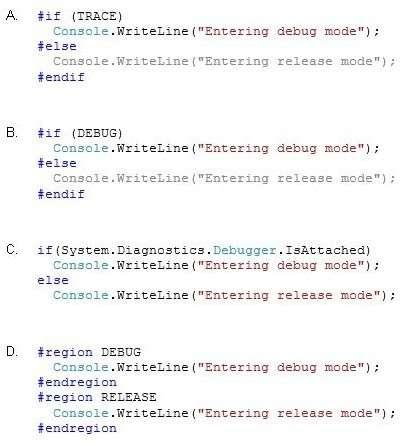 A. #if (TRACE)
Console.WriteLine("Entering debug mode");
#else
Console.WriteLine("Entering release mode");
#endif
B. #if (DEBUG)
Console.WriteLine("Entering debug mode");
#else
Console.WriteLine("Entering release mode");
#endif
C. if(System.Diagnostics.Debugger.IsAttached)
Console.WriteLine("Entering debug mode");
else
Console.WriteLine("Entering release mode");
D. #region DEBUG
Console.WriteLine("Entering debug mode");
#endregion
#region RELEASE
Console.WriteLine("Entering release mode");
#endregion